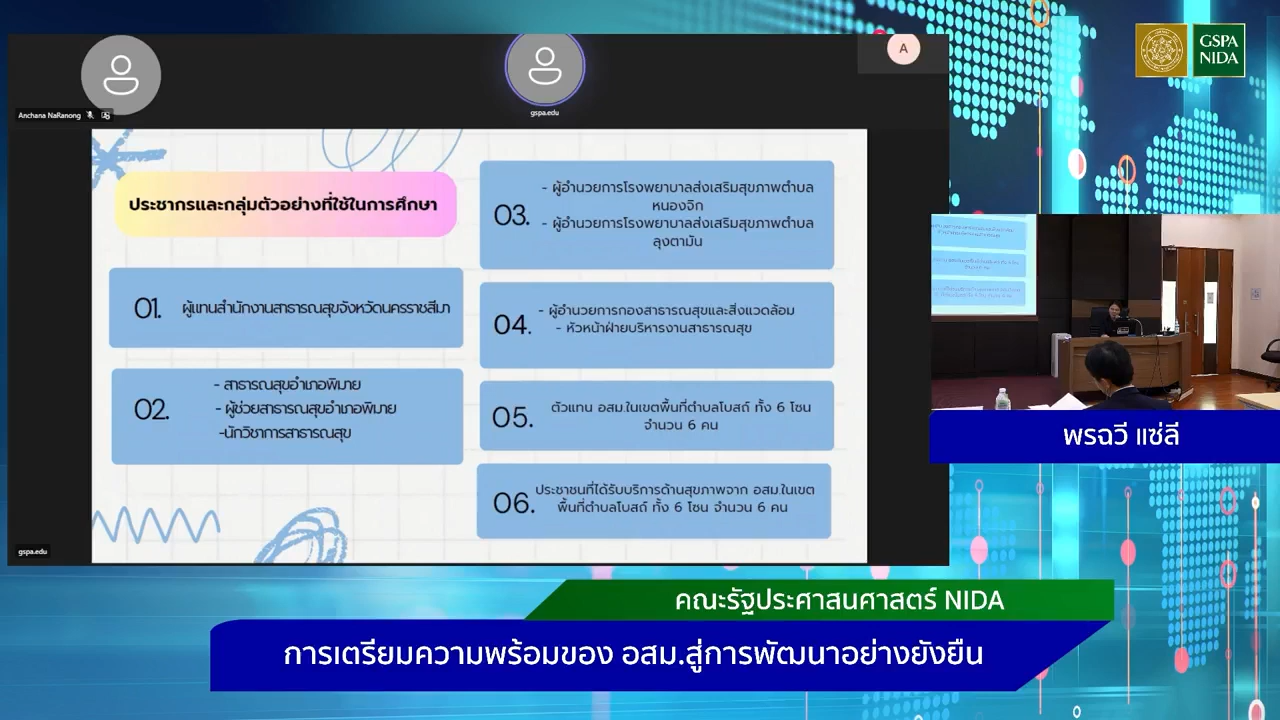 GSPA
NIDA
A
Anchana NaRanong
gspa.edu
ประชากรและกลุ่มตัวอย่างที่ใช้ในการศึกษา
01. ผู้แทนสำนักงานสาธารณสุขจังหวัดนครราชสีมา
02.
- สาธารณสุขอำเภอพิมาย
- ผู้ช่วยสาธารณสุขอำเภอพิมาย
-นักวิชาการสาธารณสุข
03.
- ผู้อำนวยการโรงพยาบาลส่งเสริมสุขภาพตำบล
หนองจิก
- ผู้อำนวยการโรงพยาบาลส่งเสริมสุขภาพตำบล
ลุงตามัน
04.
- ผู้อำนวยการกองสาธารณสุขและสิ่งแวดล้อม
- หัวหน้าฝ่ายบริหารงานสาธารณสุข
05.
ตัวแทน อสม.ในเขตพื้นที่ตำบลโบสถ์ ทั้ง 6 โซน
จำนวน 6 คน
06.
ประชาชนที่ได้รับบริการด้านสุขภาพจาก อสม.ในเขต
พื้นที่ตำบลโบสถ์ ทั้ง 6 โซน จำนวน 6 คน
gspa.edu
พรฉวี แซ่ลี
คณะรัฐประศาสนศาสตร์ NIDA
การเตรียมความพร้อมของ อสม.สู่การพัฒนาอย่างยั่งยืน